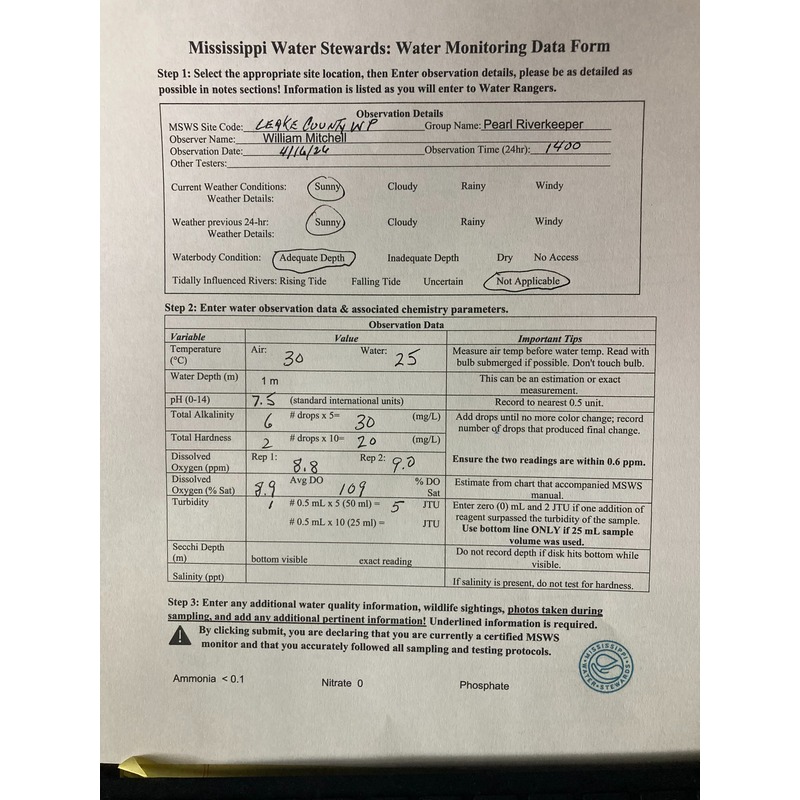 Mississippi Water Stewards: Water Monitoring Data Form
Step 1: Select the appropriate site location, then Enter observation details, please be as detailed as
possible in notes sections! Information is listed as you will enter to Water Rangers.
Observation Details
MSWS Site Code: LEAKE COUNTY WP Group Name: Pearl Riverkeeper
Observer Name: William Mitchell
Observation Date: 4/16/26 Observation Time (24hr): 1400
Other Testers:
Current Weather Conditions: Sunny Cloudy Rainy Windy
Weather Details:
Weather previous 24-hr: Sunny Cloudy Rainy Windy
Weather Details:
Waterbody Condition: Adequate Depth Inadequate Depth Dry No Access
Tidally Influenced Rivers: Rising Tide Falling Tide Uncertain Not Applicable
Step 2: Enter water observation data & associated chemistry parameters.
Observation Data
Variable Value Important Tips
Temperature (°C) Air: 30 Water: 25 Measure air temp before water temp. Read with
bulb submerged if possible. Don't touch bulb.
Water Depth (m) 1 m This can be an estimation or exact
measurement.
pH (0-14) 7.5 (standard international units) Record to nearest 0.5 unit.
Total Alkalinity 6 # drops x 5= 30 (mg/L) Add drops until no more color change; record
number of drops that produced final change.
Total Hardness 2 # drops x 10= 20 (mg/L)
Dissolved Oxygen (ppm) Rep 1: 8.8 Rep 2: 9.0 Ensure the two readings are within 0.6 ppm.
Dissolved Oxygen (% Sat) 8.9 Avg DO 109 % DO Sat Estimate from chart that accompanied MSWS
manual.
Turbidity 1 # 0.5 mL x 5 (50 ml) = 5 JTU Enter zero (0) mL and 2 JTU if one addition of
reagent surpassed the turbidity of the sample.
# 0.5 mL x 10 (25 ml) = JTU Use bottom line ONLY if 25 mL sample
volume was used.
Secchi Depth (m) bottom visible exact reading Do not record depth if disk hits bottom while
visible.
Salinity (ppt) If salinity is present, do not test for hardness.
Step 3: Enter any additional water quality information, wildlife sightings, photos taken during
sampling, and add any additional pertinent information! Underlined information is required.
By clicking submit, you are declaring that you are currently a certified MSWS
monitor and that you accurately followed all sampling and testing protocols.
MISSISSIPPI WATER STEWARDS
Ammonia < 0.1 Nitrate 0 Phosphate